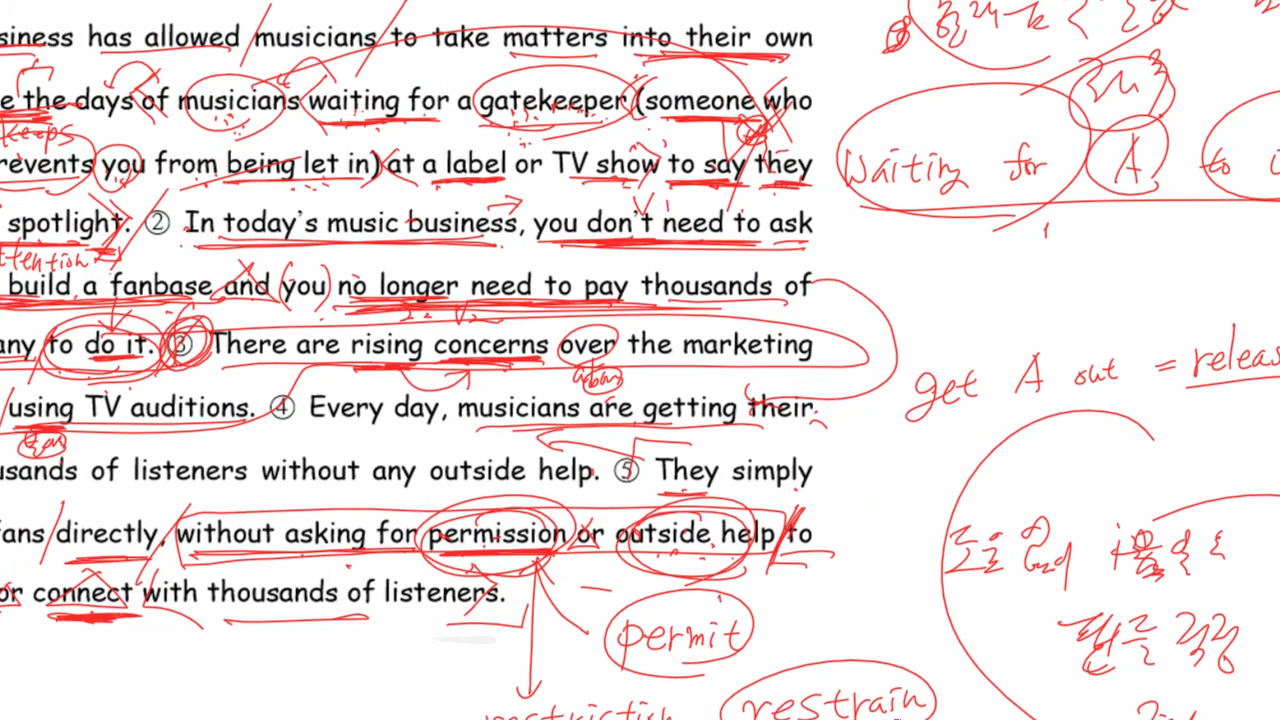 siness has allowed musicians to take matters into their own
e the days of musicians waiting for a gatekeeper (someone who
keeps
revents you from being let in) at a label or TV show to say they
spotlight. ② In today's music business, you don't need to ask
attention
build a fanbase and (you) no longer need to pay thousands of
any to do it. ③ There are rising concerns over the marketing
about
using TV auditions. ④ Every day, musicians are getting their
usands of listeners without any outside help. ⑤ They simply
fans directly, without asking for permission or outside help to
or connect with thousands of listeners.
permit
restrain
Waiting for A to
get A out = releas
도움 없이
팬을